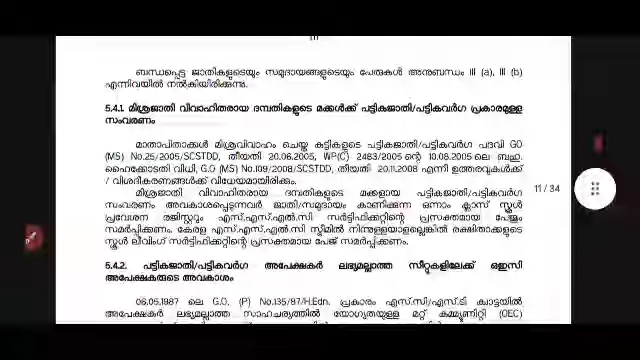 ബന്ധപ്പെട്ട ജാതികളുടെയും സമുദായങ്ങളുടെയും പേരുകൾ അനുബന്ധം III (a), III (b)
എന്നിവയിൽ നൽകിയിരിക്കുന്നു.
5.4.1 മിശ്രജാതി വിവാഹിതരായ ദമ്പതികളുടെ മക്കൾക്ക് പട്ടികജാതി/പട്ടികവർഗ പ്രകാരമുള്ള
സംവരണം
മാതാപിതാക്കൾ മിശ്രവിവാഹം ചെയ്ത കുട്ടികളുടെ പട്ടികജാതി/പട്ടികവർഗ പദവി GO
(MS) No.25/2005/SCSTDD, തീയതി 20.06.2005, WP(C) 2483/2005 ന്റെ 10.08.2005 ലെ ബഹു.
ഹൈക്കോടതി വിധി, G.O (MS) No.109/2008/SCSTDD, തീയതി 20.11.2008 എന്നി ഉത്തരവുകൾക്ക്
/ വിശദീകരണങ്ങൾക്ക് വിധേയമായിരിക്കും.
മിശ്രജാതി വിവാഹിതരായ ദമ്പതികളുടെ മക്കളായ പട്ടികജാതി/പട്ടികവർഗ
സംവരണം അവകാശപ്പെടുന്നവർ ജാതി/സമുദായം കാണിക്കുന്ന ഒന്നാം ക്ലാസ് സ്കൂൾ
പ്രവേശന രജിസ്റ്ററും എസ്.എസ്.എൽ.സി സർട്ടിഫിക്കറ്റിന്റെ പ്രസക്തമായ പേജും
സമർപ്പിക്കണം. കേരള എസ്.എസ്.എൽ.സി സ്കീമിൽ നിന്നുള്ളയാളല്ലെങ്കിൽ രക്ഷിതാക്കളുടെ
സ്കൂൾ ലീവിംഗ് സർട്ടിഫിക്കറ്റിന്റെ പ്രസക്തമായ പേജ് സമർപ്പിക്കണം.
11 / 34
5.4.2. പട്ടികജാതി/പട്ടികവർഗ അപേക്ഷകർ ലഭ്യമല്ലാത്ത സീറ്റുകളിലേക്ക് ഒഇസി
അപേക്ഷകരുടെ അവകാശം
06.05.1987 ലെ G.O. (P) No.135/87/H.Edn. പ്രകാരം എസ്.സി/എസ്.ടി ക്വാട്ടയിൽ
അപേക്ഷകർ ലഭ്യമല്ലാത്ത സാഹചര്യത്തിൽ യോഗ്യതയുള്ള മറ്റ് കമ്മ്യൂണിറ്റി (OEC)